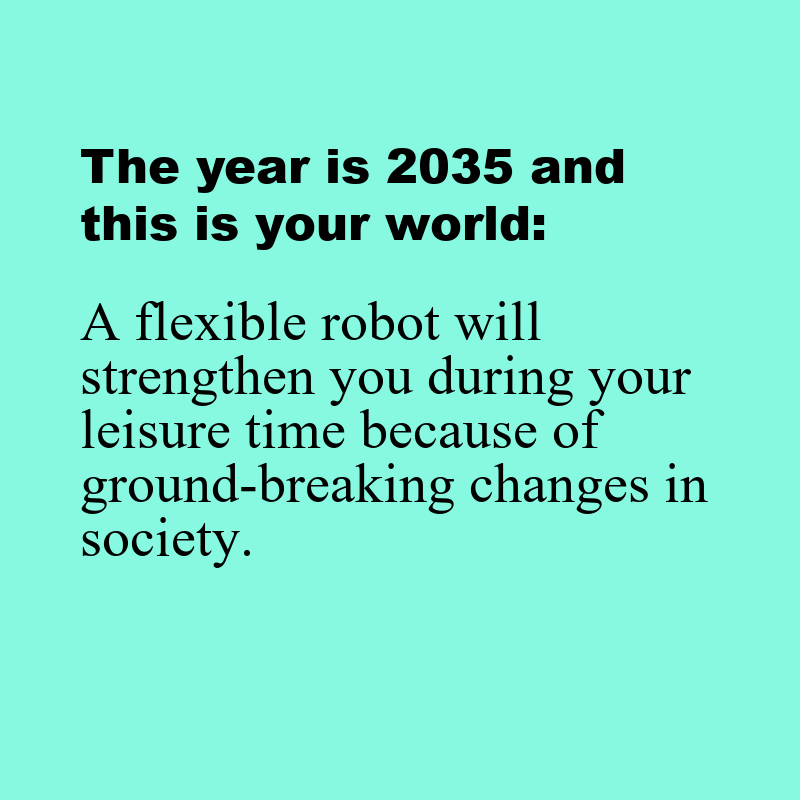 The year is 2035 and
this is your world:
A flexible robot will
strengthen you during your
leisure time because of
ground-breaking changes in
society.